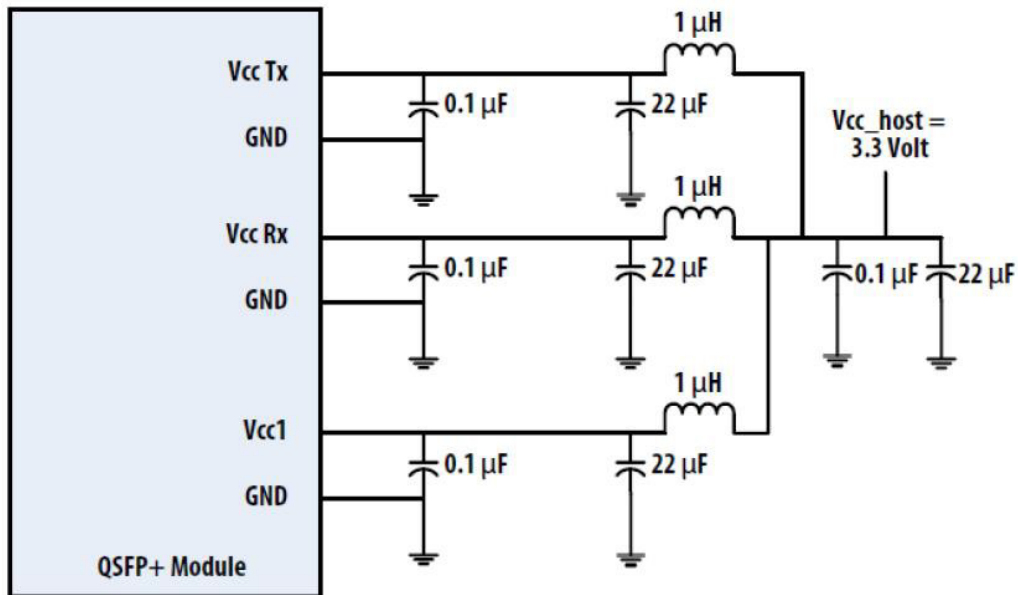 1 μH
Vcc Tx
0.1 μF
22 μF
GND
Vcc_host =
3.3 Volt
1 μH
Vcc Rx
0.1 μF
22 μF
0.1 μF
22 μF
GND
1 μH
Vcc1
0.1 μF
22 μF
GND
QSFP+ Module